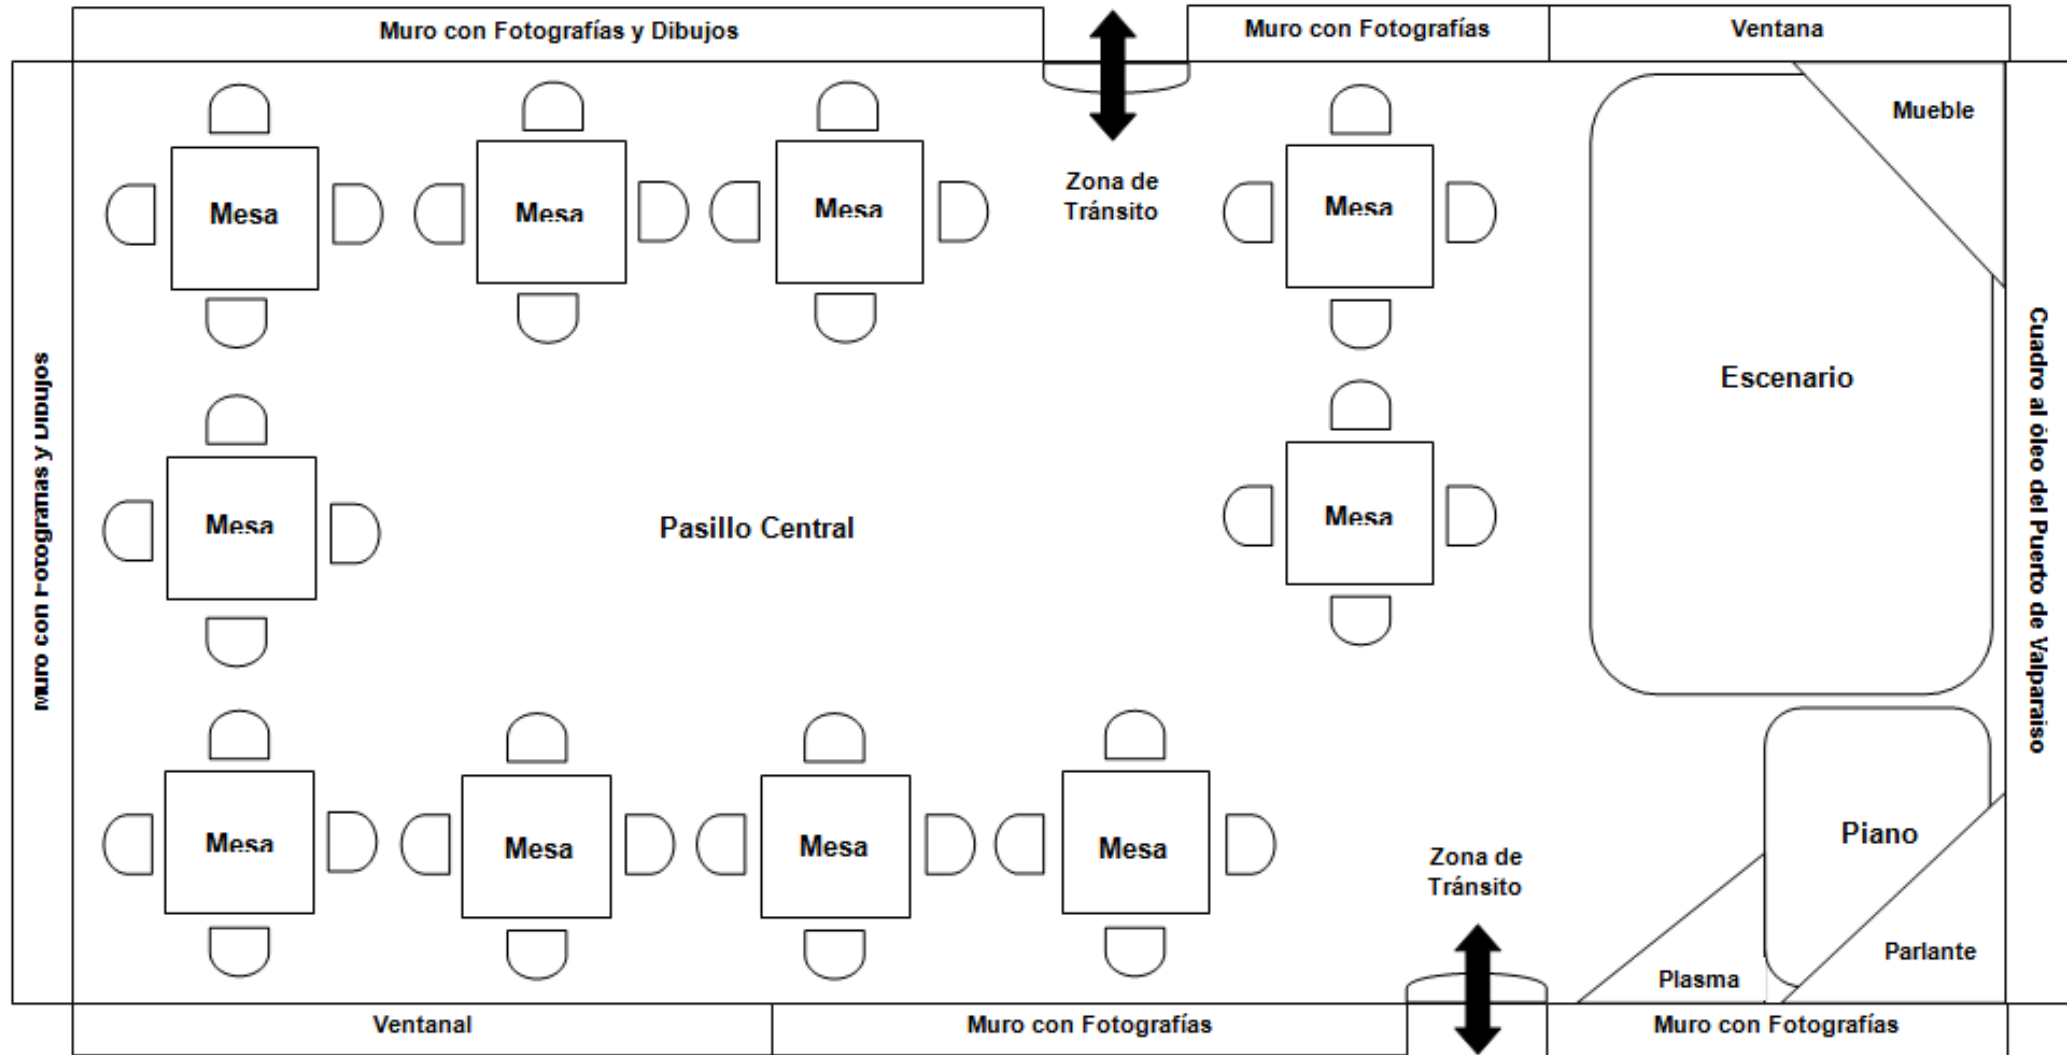 Muro con Fotografías y Dibujos
Muro con Fotografías
Ventana
Mueble
Mesa
Mesa
Mesa
Zona de
Tránsito
Mesa
Escenario
Muro con Fotografías y Dibujos
Cuadro al óleo del Puerto de Valparaiso
Mesa
Pasillo Central
Mesa
Mesa
Mesa
Mesa
Mesa
Zona de
Tránsito
Piano
Parlante
Plasma
Ventanal
Muro con Fotografías
Muro con Fotografías